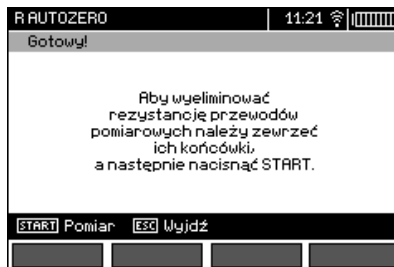 R AUTOZERO 11:21
Gotowy!
Aby wyeliminować
rezystancję przewodów
pomiarowych należy zewrzeć
ich końcówki,
a następnie nacisnąć START.
START Pomiar ESC Wyjdź